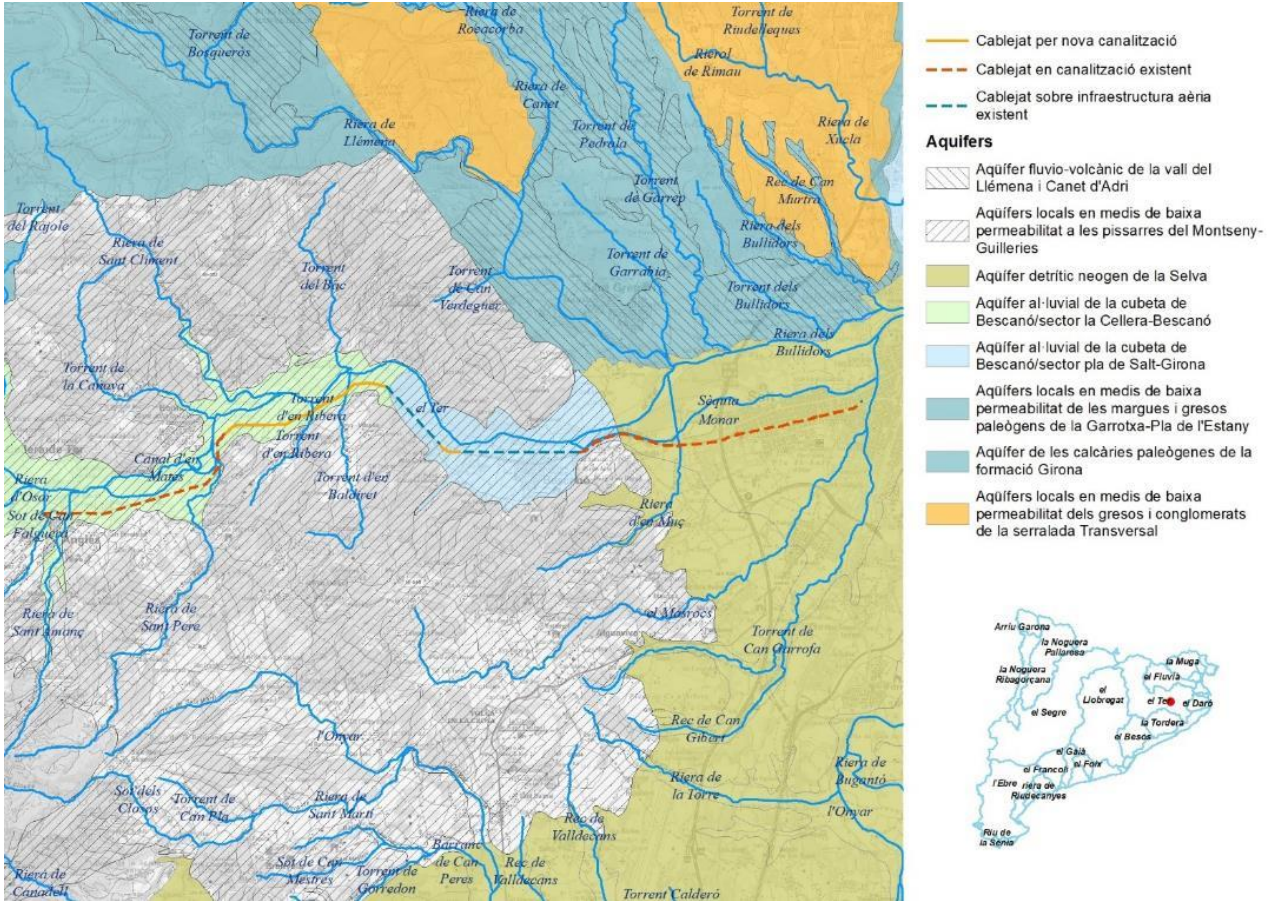 Riera de
Rocacorba
Torrent de
Riudelleques
Torrent de
Bosquerós
Rierol
de Rimau
Riera de
Canet
Riera de
Llémena
Torrent de
Pedrola
Riera de
Xucla
Rec de Can
Murtra
Torrent
de Garrep
Torrent
del Rajole
Riera de
Sant Climent
Riera dels
Bullidors
Torrent
del Bac
Torrent
de Can
Verdeguer
Torrent de
Garrabia
Torrent dels
Bullidors
Riera dels
Bullidors
Torrent de
la Canova
Torrent
d'en Ribera
el Ter
Sèquia
Monar
Torrent
d'en Ribera
Canal d'en
Mates
Torrent d'en
Baldiret
Riera
d'Osor
Sot de Can
Falguera
Anglès
Riera
d'en Muç
Riera de
Sant Amanç
Riera de
Sant Pere
el Masrocs
Torrent de
Can Garrofa
l'Onyar
Rec de Can
Gibert
Riera de
la Torre
Riera de
Bugantó
l'Onyar
Sot dels
Closos
Torrent de
Can Pla
Riera de
Sant Martí
Rec de
Valldecans
Barranc
de Can
Peres
Rec de
Valldecans
Sot de Can
Mestres
Torrent de
Gorredon
Riera de
Canadell
Torrent Calderó
Cablejat per nova canalització
Cablejat en canalització existent
Cablejat sobre infraestructura aèria
existent
Aquifers
Aqüífer fluvio-volcànic de la vall del
Llémena i Canet d'Adri
Aqüífers locals en medis de baixa
permeabilitat a les pissarres del Montseny-
Guilleries
Aqüífer detrític neogen de la Selva
Aqüífer al·luvial de la cubeta de
Bescanó/sector la Cellera-Bescanó
Aqüífer al·luvial de la cubeta de
Bescanó/sector pla de Salt-Girona
Aqüífers locals en medis de baixa
permeabilitat de les margues i gresos
paleògens de la Garrotxa-Pla de l'Estany
Aqüífer de les calcàries paleògenes de la
formació Girona
Aqüífers locals en medis de baixa
permeabilitat dels gresos i conglomerats
de la serralada Transversal
Arriu Garona
la Noguera
Pallaresa
la Noguera
Ribagorçana
la Muga
el Fluvià
el Llobregat
el Ter
el Daró
el Segre
la Tordera
el Besòs
el Gaià
el Francolí
el Foix
l'Ebre
riera de
Riudecanyes
Riu de
la Sénia